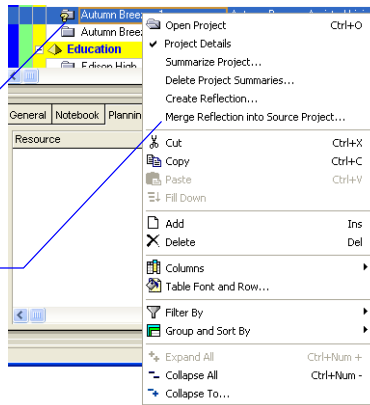 Autumn Bree
Open Project Ctrl+O
Autumn Bree
Project Details
Education
Summarize Project...
Edison High
Delete Project Summaries...
Create Reflection...
General Notebook Plannin
Merge Reflection into Source Project...
Resource
Cut Ctrl+X
Copy Ctrl+C
Paste Ctrl+V
Fill Down
Add Ins
Delete Del
Columns
Table Font and Row...
Filter By
Group and Sort By
Expand All Ctrl+Num +
Collapse All Ctrl+Num -
Collapse To...